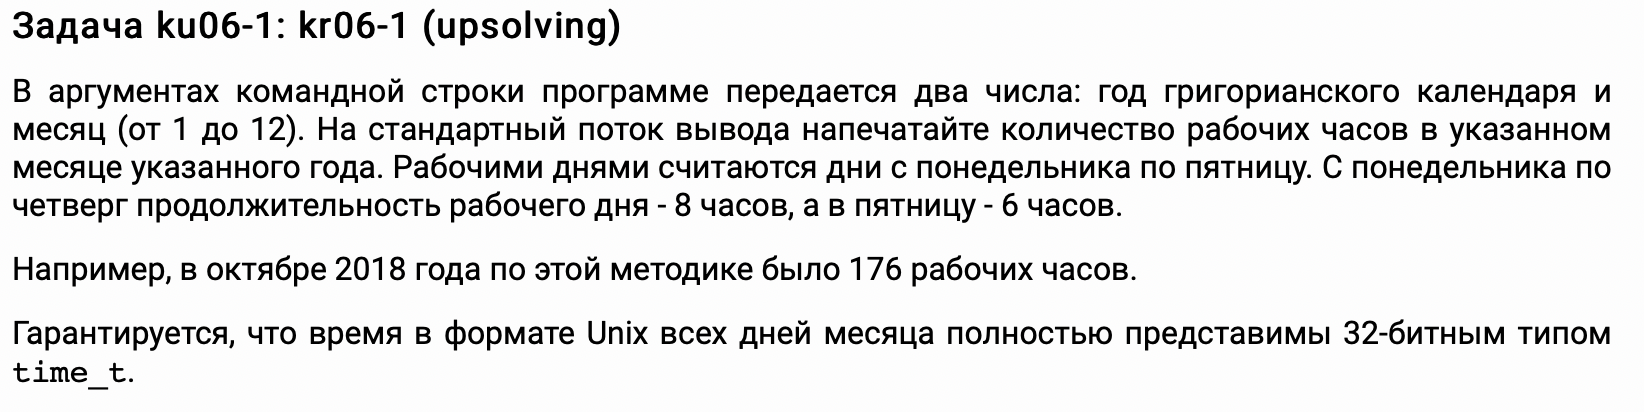 Задача ku06-1: kr06-1 (upsolving)
В аргументах командной строки программе передается два числа: год григорианского календаря и
месяц (от 1 до 12). На стандартный поток вывода напечатайте количество рабочих часов в указанном
месяце указанного года. Рабочими днями считаются дни с понедельника по пятницу. С понедельника по
четверг продолжительность рабочего дня - 8 часов, а в пятницу - 6 часов.
Например, в октябре 2018 года по этой методике было 176 рабочих часов.
Гарантируется, что время в формате Unix всех дней месяца полностью представимы 32-битным типом
time_t.